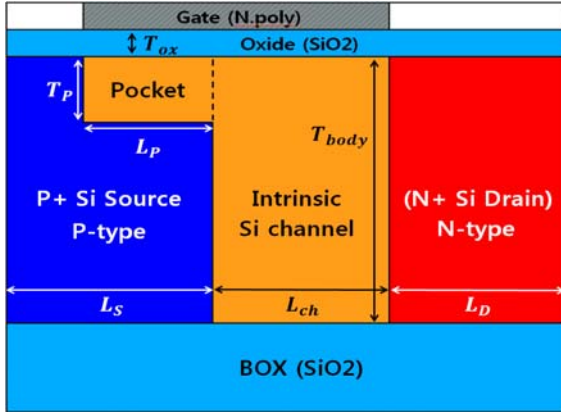 Gate (N.poly)
T_ox Oxide (SiO2)
T_P Pocket
L_P
T_body
P+ Si Source
P-type
Intrinsic
Si channel
(N+ Si Drain)
N-type
L_S L_ch L_D
BOX (SiO2)